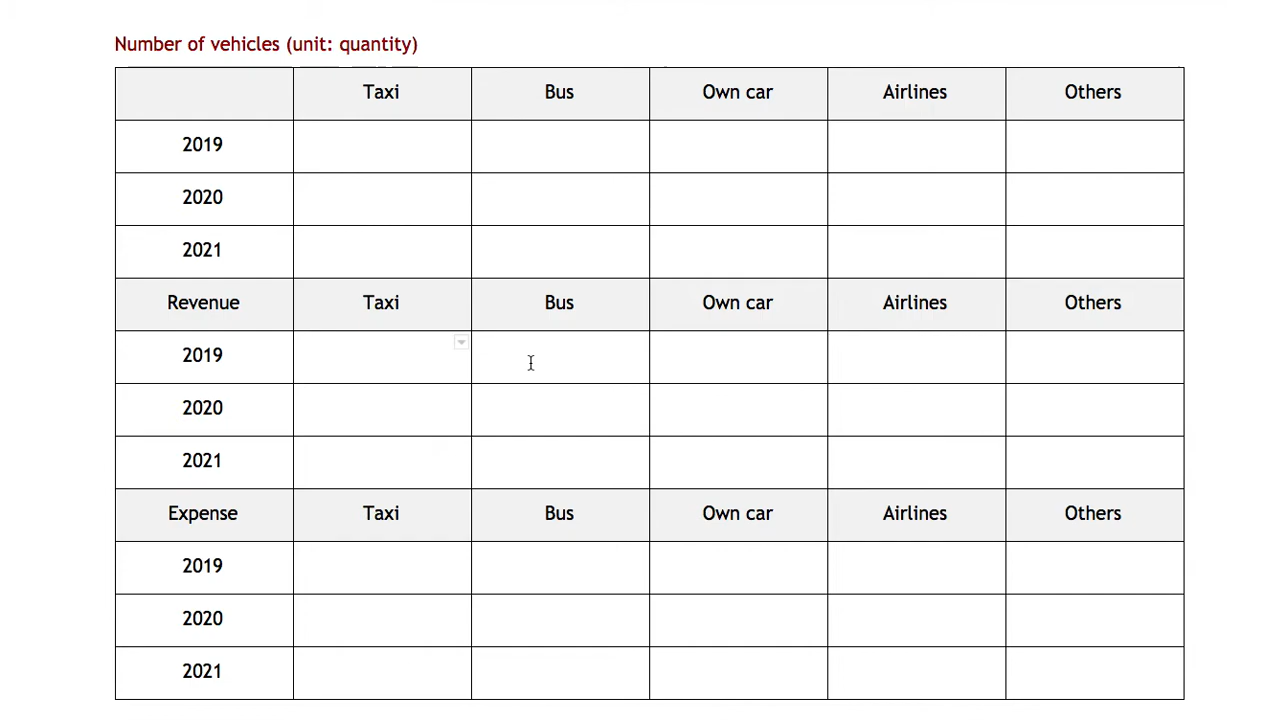 Number of vehicles (unit: quantity)
Taxi Bus Own car Airlines Others
2019
2020
2021
Revenue Taxi Bus Own car Airlines Others
2019
2020
2021
Expense Taxi Bus Own car Airlines Others
2019
2020
2021